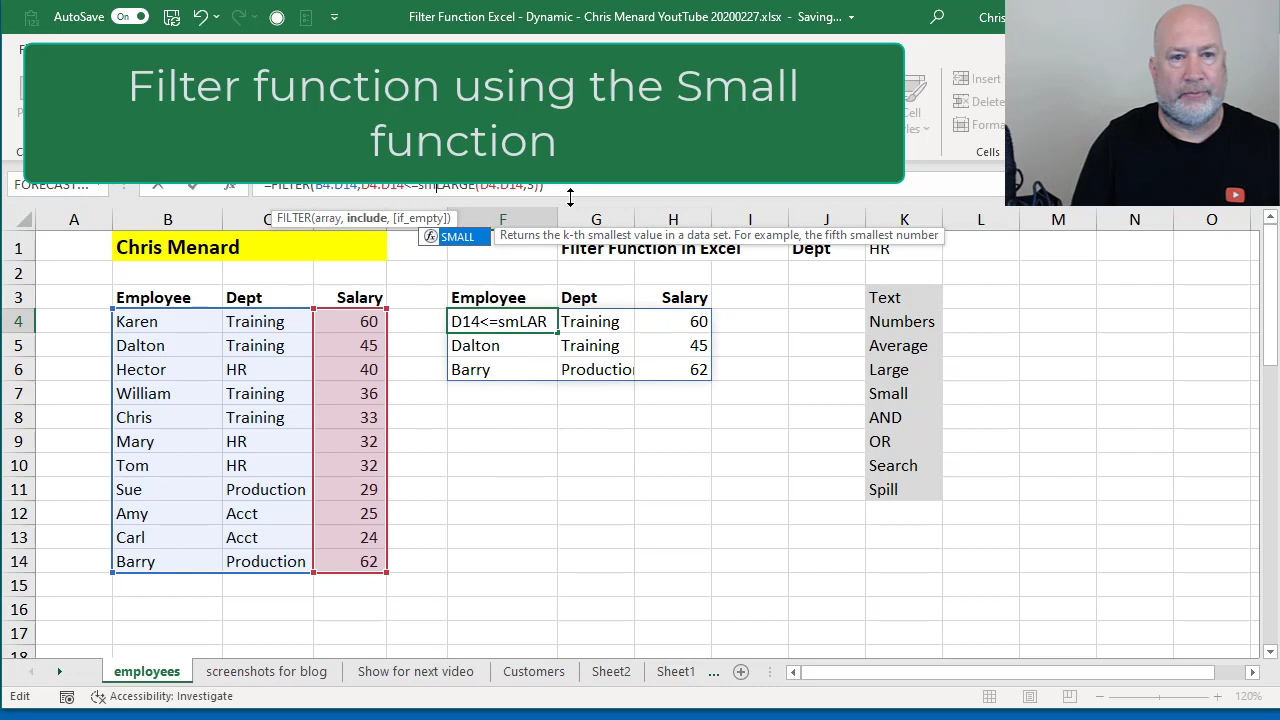 AutoSave On Filter Function Excel - Dynamic - Chris Menard YouTube 20200227.xlsx - Saving... Chris
Filter function using the Small
function
Insert
Delete
Forma
Cell
Cells
FORECAST... =FILTER(B4:D14,D4:D14<=smLARGE(D4:D14,3))
FILTER(array, include, [if_empty])
A B C F G H I J K L M N O
SMALL Returns the k-th smallest value in a data set. For example, the fifth smallest number
1 Chris Menard Filter Function in Excel Dept HR
2
3 Employee Dept Salary Employee Dept Salary Text
4 Karen Training 60 D14<=smLAR Training 60 Numbers
5 Dalton Training 45 Dalton Training 45 Average
6 Hector HR 40 Barry Production 62 Large
7 William Training 36 Small
8 Chris Training 33 AND
9 Mary HR 32 OR
10 Tom HR 32 Search
11 Sue Production 29 Spill
12 Amy Acct 25
13 Carl Acct 24
14 Barry Production 62
15
16
17
18
employees screenshots for blog Show for next video Customers Sheet2 Sheet1 ...
Edit Accessibility: Investigate 120%